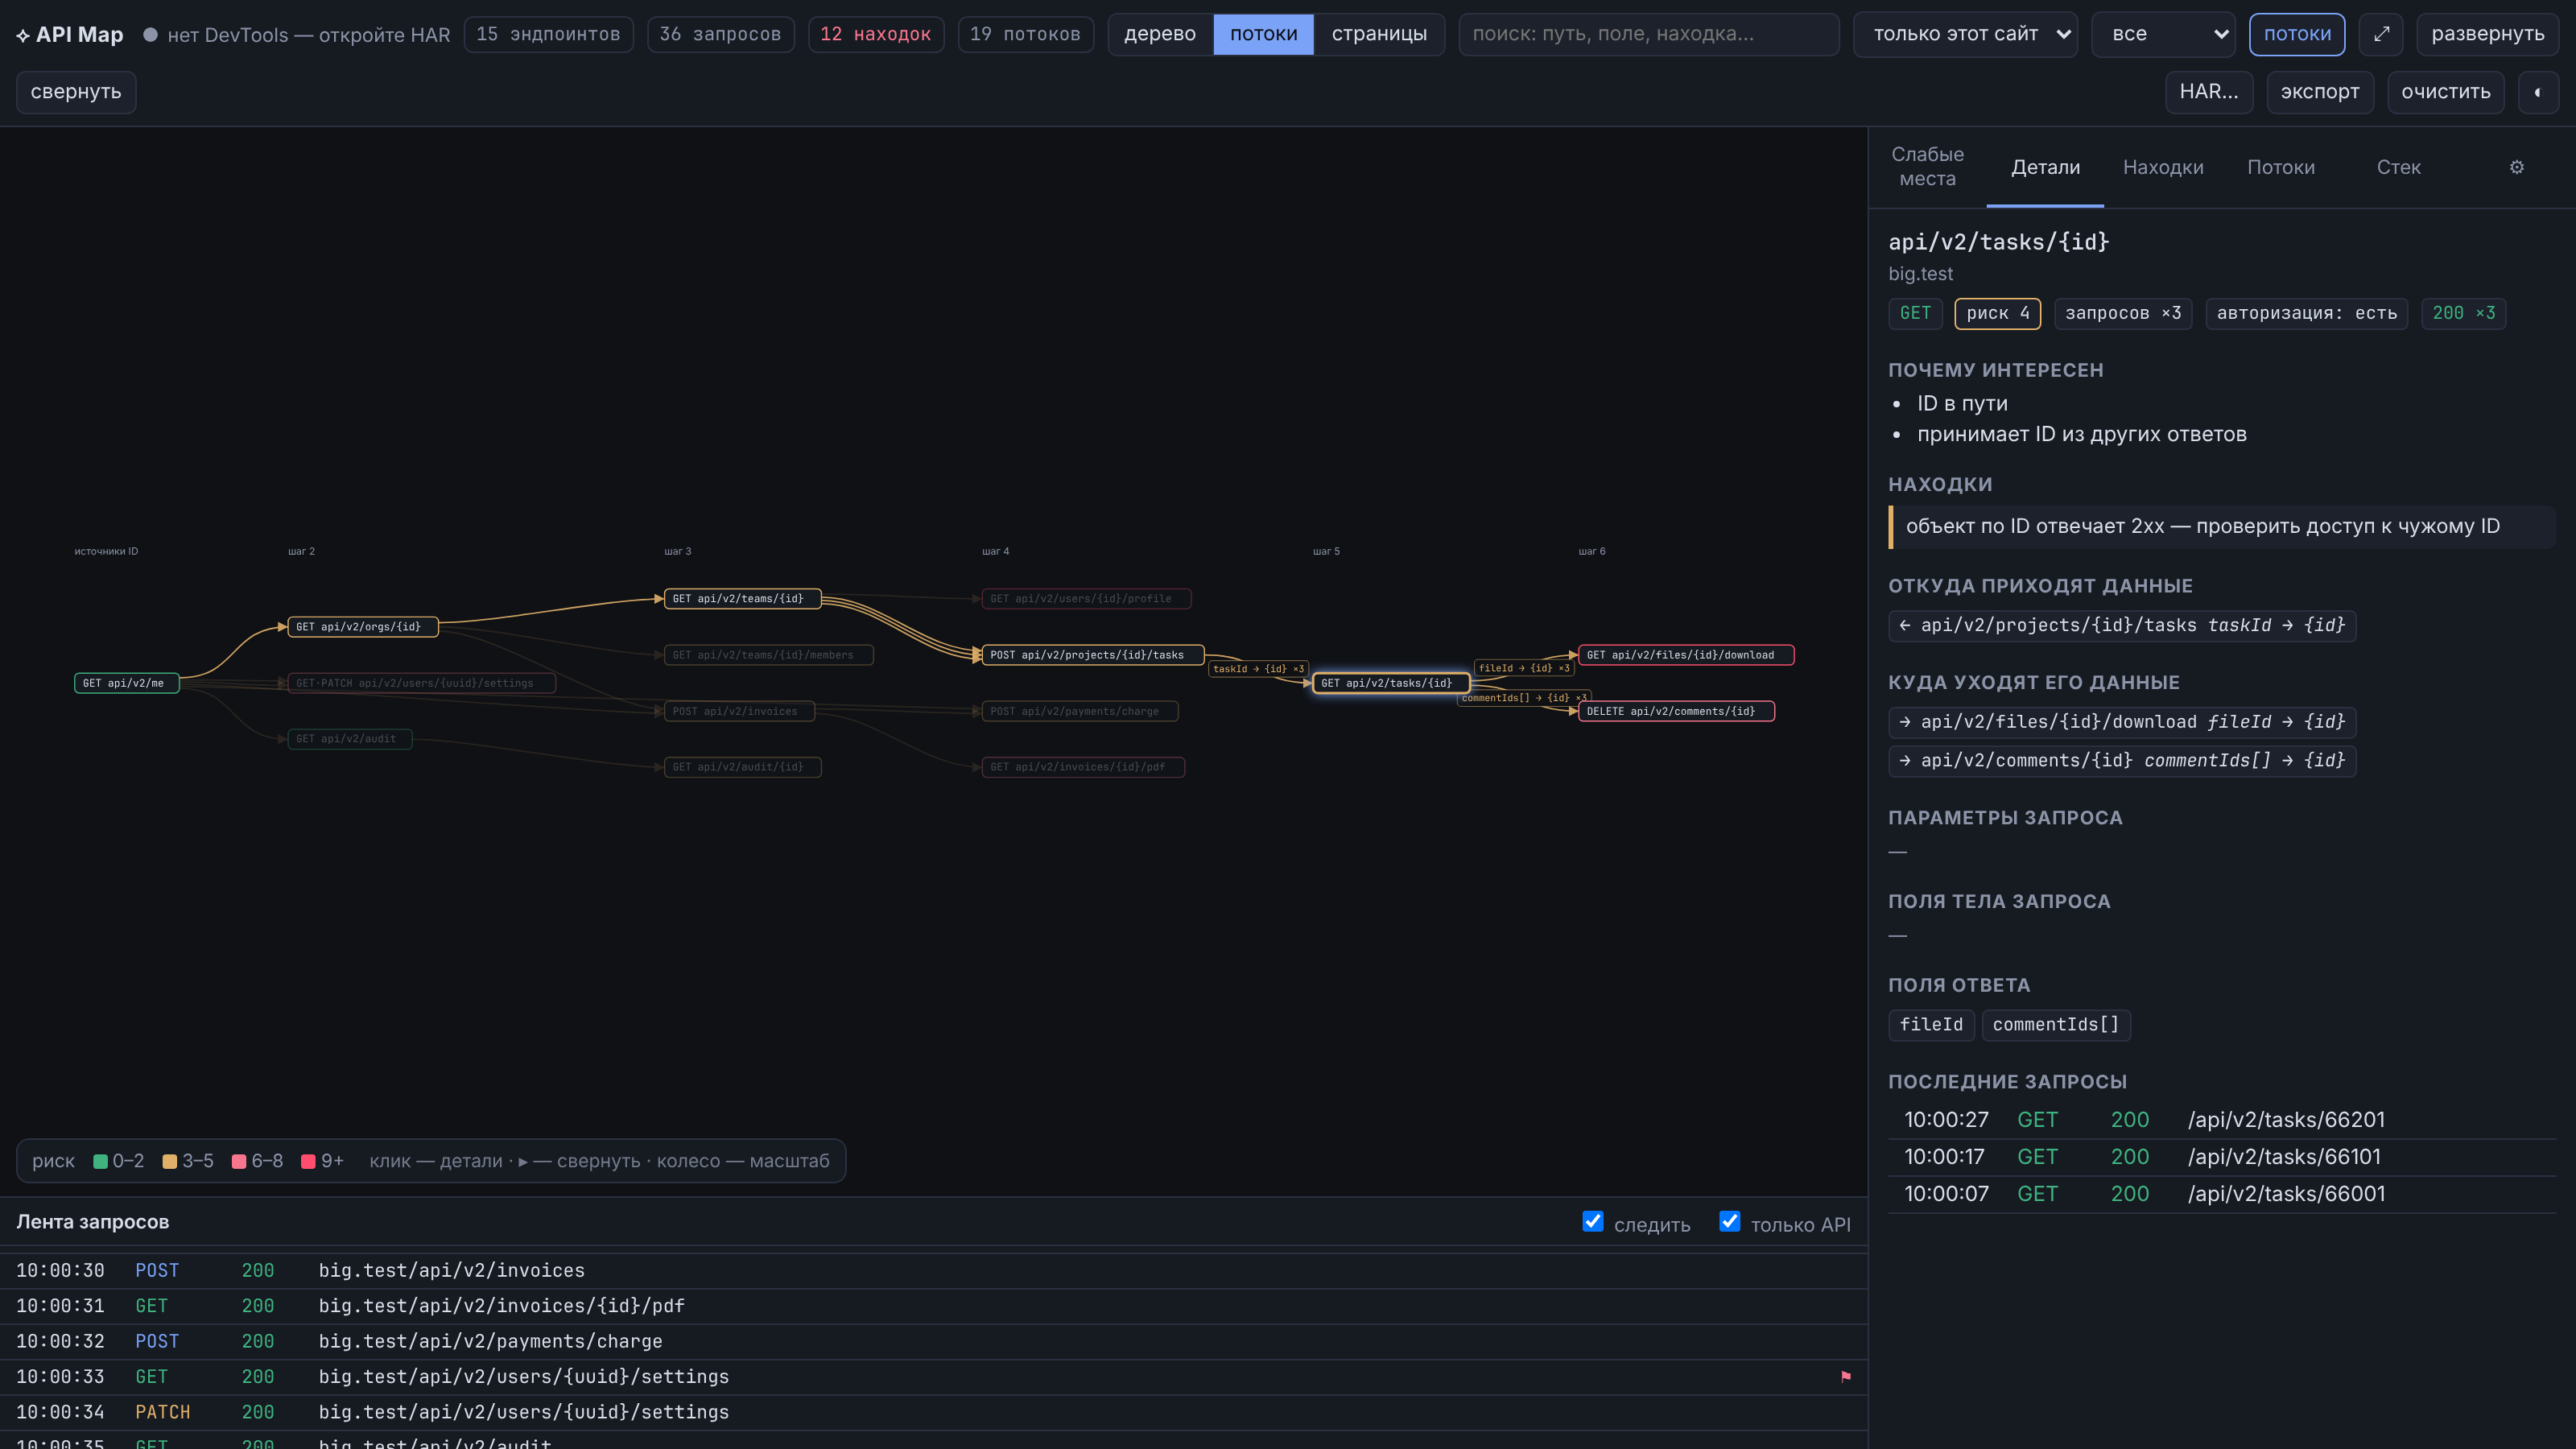 ⟡ API Map
нет DevTools — откройте HAR
15 эндпоинтов
36 запросов
12 находок
19 потоков
дерево
потоки
страницы
поиск: путь, поле, находка...
только этот сайт
все
потоки
⤢
развернуть
свернуть
HAR...
экспорт
очистить
источники ID
шаг 2
шаг 3
шаг 4
шаг 5
шаг 6
GET api/v2/teams/{id}
GET api/v2/users/{id}/profile
GET api/v2/orgs/{id}
GET api/v2/teams/{id}/members
POST api/v2/projects/{id}/tasks
GET api/v2/files/{id}/download
taskId → {id} ×3
fileId → {id} ×3
GET api/v2/me
GET·PATCH api/v2/users/{uuid}/settings
GET api/v2/tasks/{id}
commentIds[] → {id} ×3
POST api/v2/invoices
POST api/v2/payments/charge
DELETE api/v2/comments/{id}
GET api/v2/audit
GET api/v2/audit/{id}
GET api/v2/invoices/{id}/pdf
риск 0–2 3–5 6–8 9+ клик — детали · ▸ — свернуть · колесо — масштаб
Лента запросов
следить
только API
10:00:30 POST 200 big.test/api/v2/invoices
10:00:31 GET 200 big.test/api/v2/invoices/{id}/pdf
10:00:32 POST 200 big.test/api/v2/payments/charge
10:00:33 GET 200 big.test/api/v2/users/{uuid}/settings ⚑
10:00:34 PATCH 200 big.test/api/v2/users/{uuid}/settings
10:00:35 GET 200 big.test/api/v2/audit
Слабые
места
Детали
Находки
Потоки
Стек
⚙
api/v2/tasks/{id}
big.test
GET
риск 4
запросов ×3
авторизация: есть
200 ×3
ПОЧЕМУ ИНТЕРЕСЕН
• ID в пути
• принимает ID из других ответов
НАХОДКИ
объект по ID отвечает 2xx — проверить доступ к чужому ID
ОТКУДА ПРИХОДЯТ ДАННЫЕ
← api/v2/projects/{id}/tasks taskId → {id}
КУДА УХОДЯТ ЕГО ДАННЫЕ
→ api/v2/files/{id}/download fileId → {id}
→ api/v2/comments/{id} commentIds[] → {id}
ПАРАМЕТРЫ ЗАПРОСА
—
ПОЛЯ ТЕЛА ЗАПРОСА
—
ПОЛЯ ОТВЕТА
fileId
commentIds[]
ПОСЛЕДНИЕ ЗАПРОСЫ
10:00:27 GET 200 /api/v2/tasks/66201
10:00:17 GET 200 /api/v2/tasks/66101
10:00:07 GET 200 /api/v2/tasks/66001